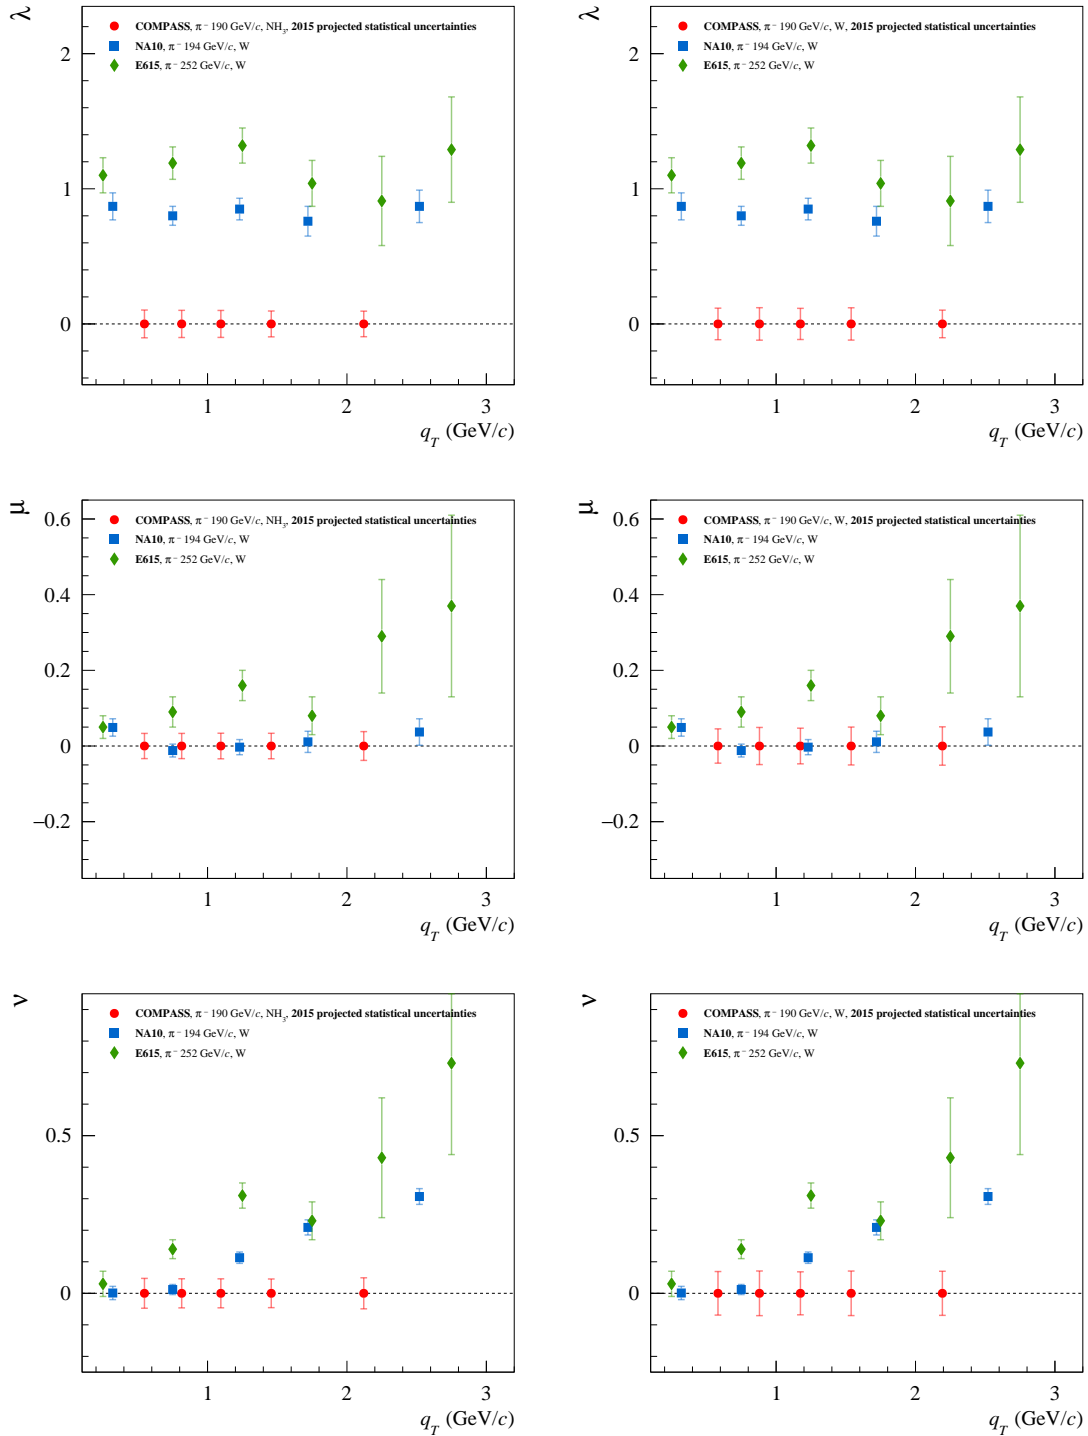 λ
COMPASS, π⁻ 190 GeV/c, NH₃, 2015 projected statistical uncertainties
NA10, π⁻ 194 GeV/c, W
E615, π⁻ 252 GeV/c, W
2
1
0
1 2 3
q_T (GeV/c)
λ
COMPASS, π⁻ 190 GeV/c, W, 2015 projected statistical uncertainties
NA10, π⁻ 194 GeV/c, W
E615, π⁻ 252 GeV/c, W
2
1
0
1 2 3
q_T (GeV/c)
μ
COMPASS, π⁻ 190 GeV/c, NH₃, 2015 projected statistical uncertainties
NA10, π⁻ 194 GeV/c, W
E615, π⁻ 252 GeV/c, W
0.6
0.4
0.2
0
−0.2
1 2 3
q_T (GeV/c)
μ
COMPASS, π⁻ 190 GeV/c, W, 2015 projected statistical uncertainties
NA10, π⁻ 194 GeV/c, W
E615, π⁻ 252 GeV/c, W
0.6
0.4
0.2
0
−0.2
1 2 3
q_T (GeV/c)
ν
COMPASS, π⁻ 190 GeV/c, NH₃, 2015 projected statistical uncertainties
NA10, π⁻ 194 GeV/c, W
E615, π⁻ 252 GeV/c, W
0.5
0
1 2 3
q_T (GeV/c)
ν
COMPASS, π⁻ 190 GeV/c, W, 2015 projected statistical uncertainties
NA10, π⁻ 194 GeV/c, W
E615, π⁻ 252 GeV/c, W
0.5
0
1 2 3
q_T (GeV/c)